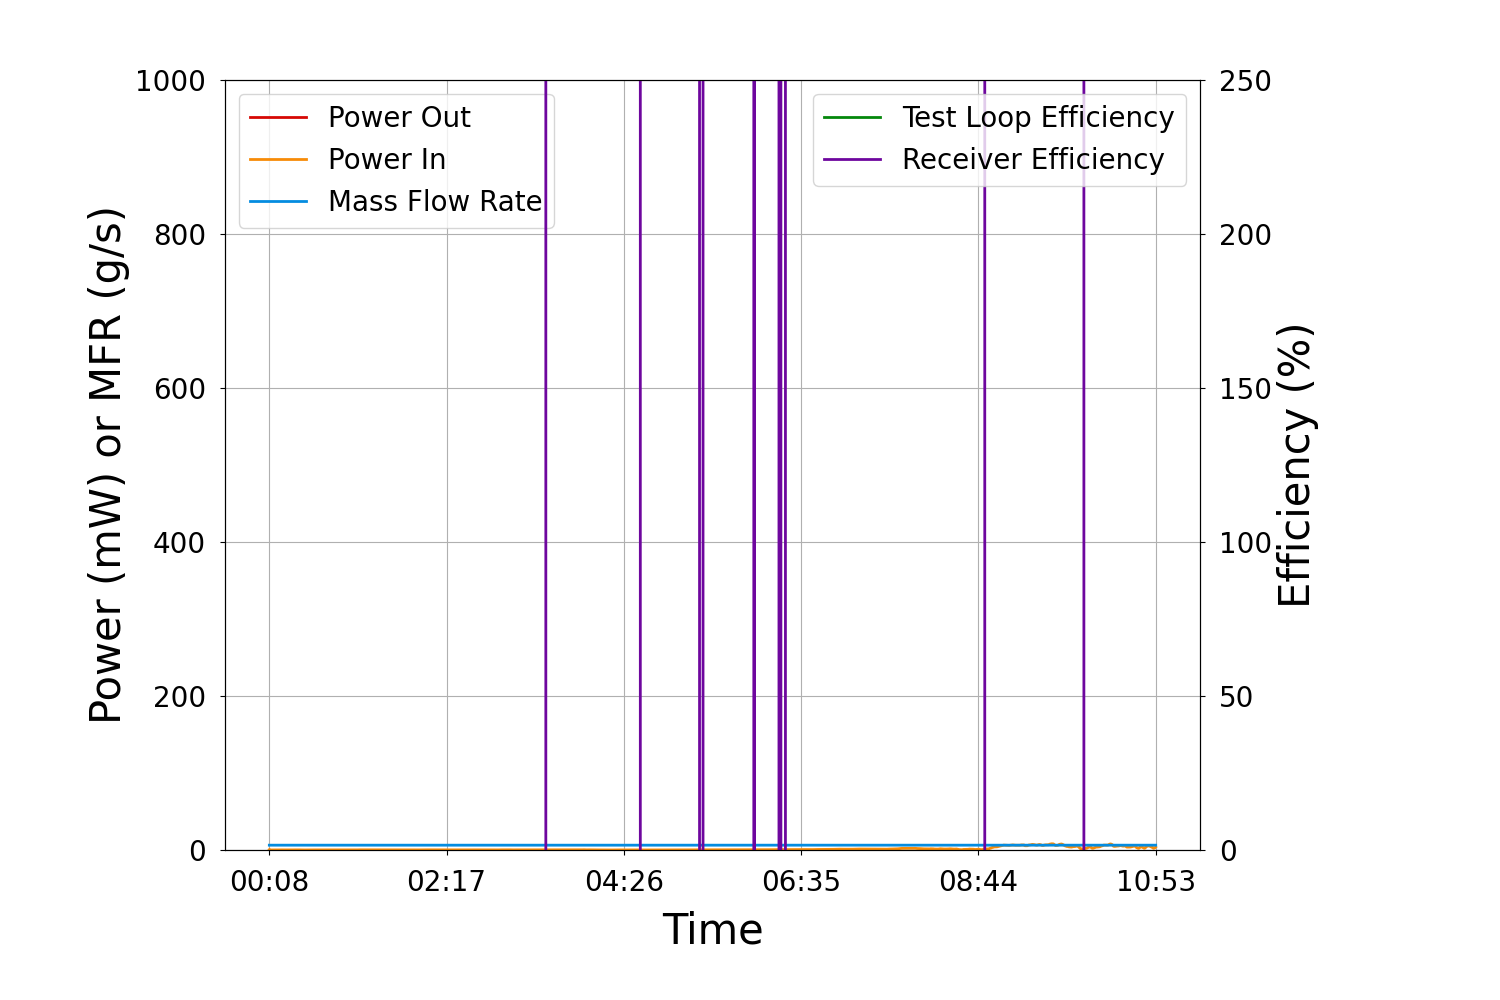 1000
800
600
400
200
0
Power (mW) or MFR (g/s)
Power Out
Power In
Mass Flow Rate
Test Loop Efficiency
Receiver Efficiency
250
200
150
100
50
0
Efficiency (%)
00:08 02:17 04:26 06:35 08:44 10:53
Time